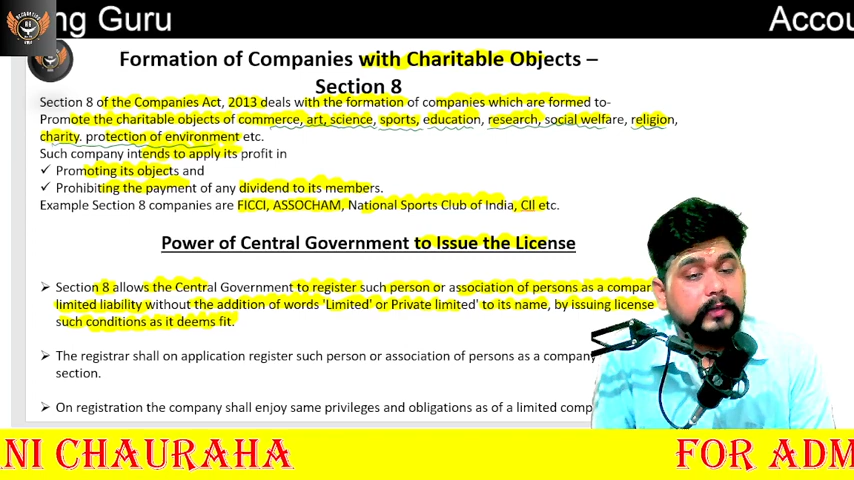 ng Guru
Accou
Formation of Companies with Charitable Objects –
Section 8
Section 8 of the Companies Act, 2013 deals with the formation of companies which are formed to-
Promote the charitable objects of commerce, art, science, sports, education, research, social welfare, religion,
charity. protection of environment etc.
Such company intends to apply its profit in
✓ Promoting its objects and
✓ Prohibiting the payment of any dividend to its members.
Example Section 8 companies are FICCI, ASSOCHAM, National Sports Club of India, CII etc.
Power of Central Government to Issue the License
➢ Section 8 allows the Central Government to register such person or association of persons as a compan
limited liability without the addition of words 'Limited' or Private limited' to its name, by issuing license
such conditions as it deems fit.
➢ The registrar shall on application register such person or association of persons as a company
section.
➢ On registration the company shall enjoy same privileges and obligations as of a limited comp
NI CHAURAHA
FOR ADM